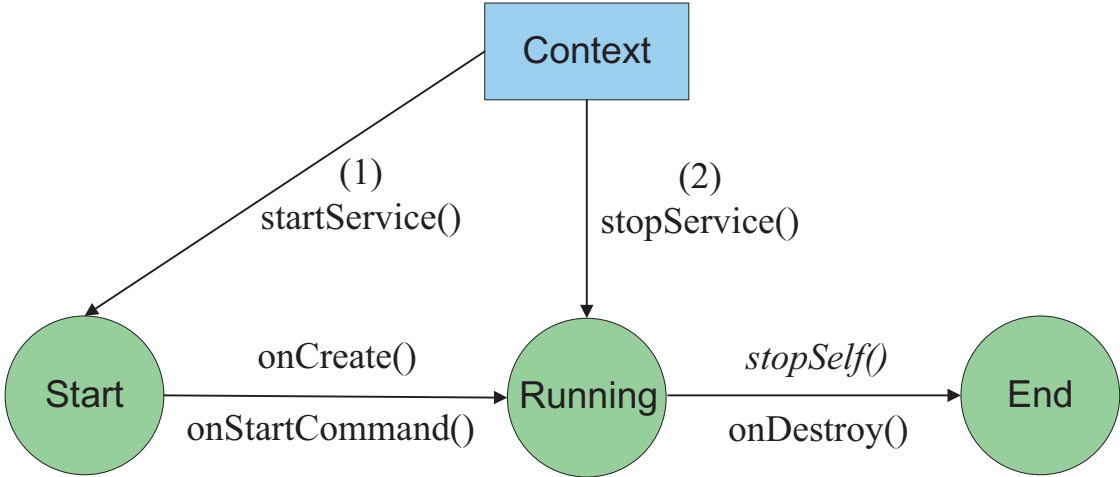 Context
(1)
startService()
(2)
stopService()
Start
onCreate()
onStartCommand()
Running
stopSelf()
onDestroy()
End